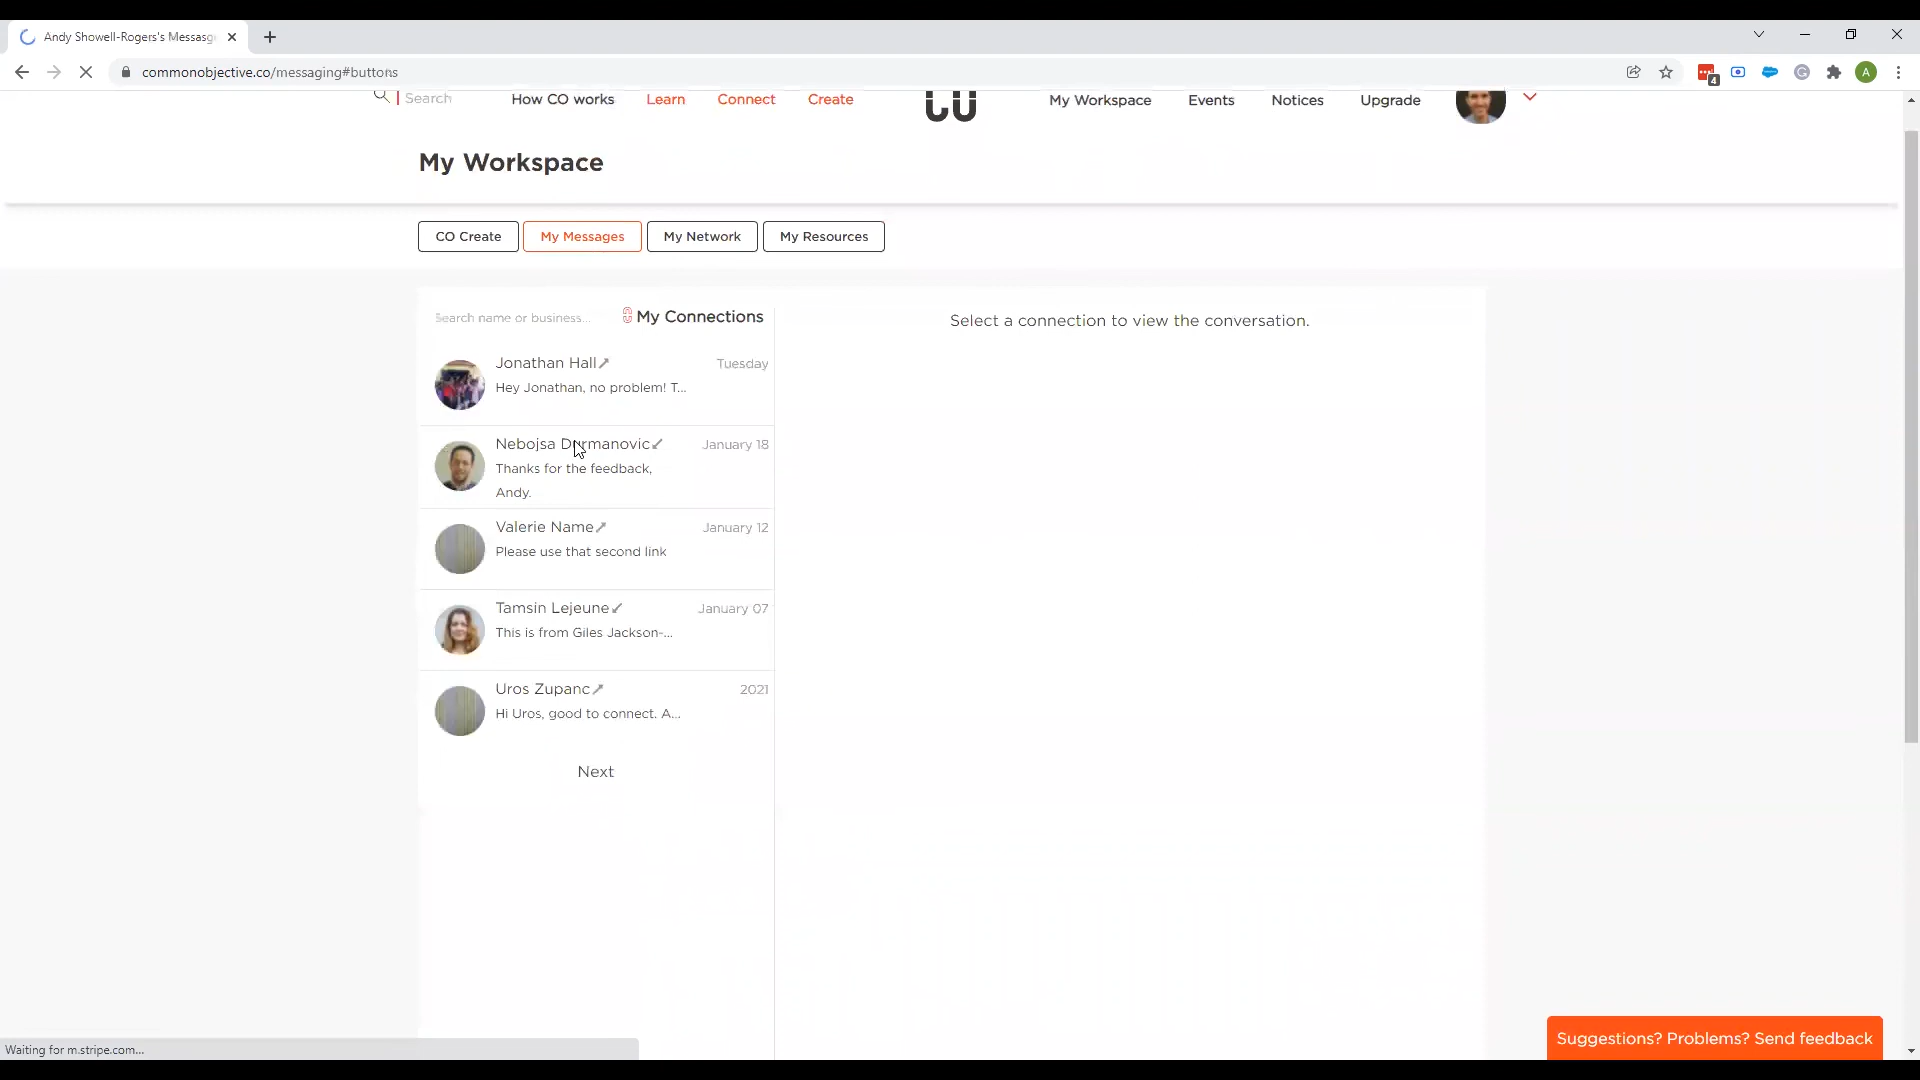 Andy Showell-Rogers's Messasg
commonobjective.co/messaging#buttons
4
A
Search
How CO works
Learn
Connect
Create
CO
My Workspace
Events
Notices
Upgrade
My Workspace
CO Create
My Messages
My Network
My Resources
Search name or business...
My Connections
Select a connection to view the conversation.
Jonathan Hall
Tuesday
Hey Jonathan, no problem! T...
Nebojsa Durmanovic
January 18
Thanks for the feedback,
Andy.
Valerie Name
January 12
Please use that second link
Tamsin Lejeune
January 07
This is from Giles Jackson-...
Uros Zupanc
2021
Hi Uros, good to connect. A...
Next
Suggestions? Problems? Send feedback
Waiting for m.stripe.com...